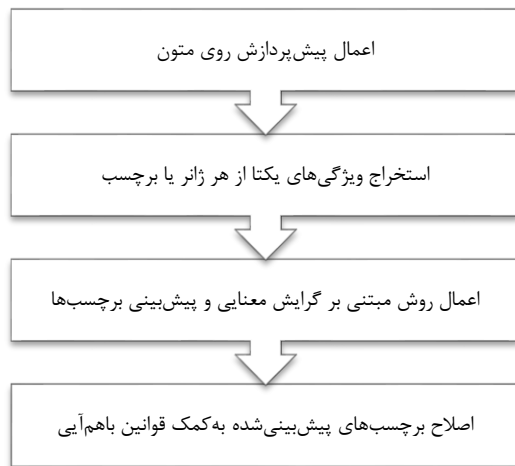 اعمال پیش‌پردازش روی متون
استخراج ویژگی‌های یکتا از هر ژانر یا برچسب
اعمال روش مبتنی بر گرایش معنایی و پیش‌بینی برچسب‌ها
اصلاح برچسب‌های پیش‌بینی‌شده به‌کمک قوانین باهم‌آیی